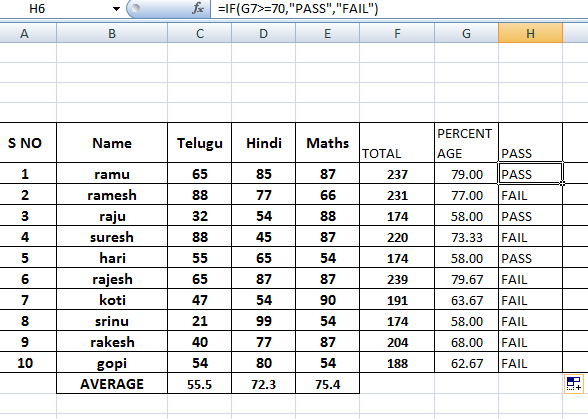 H6 fx =IF(G7>=70,"PASS","FAIL")
A B C D E F G H
S NO Name Telugu Hindi Maths TOTAL PERCENT
AGE PASS
1 ramu 65 85 87 237 79.00 PASS
2 ramesh 88 77 66 231 77.00 FAIL
3 raju 32 54 88 174 58.00 PASS
4 suresh 88 45 87 220 73.33 FAIL
5 hari 55 65 54 174 58.00 PASS
6 rajesh 65 87 87 239 79.67 FAIL
7 koti 47 54 90 191 63.67 FAIL
8 srinu 21 99 54 174 58.00 FAIL
9 rakesh 40 77 87 204 68.00 FAIL
10 gopi 54 80 54 188 62.67 FAIL
AVERAGE 55.5 72.3 75.4